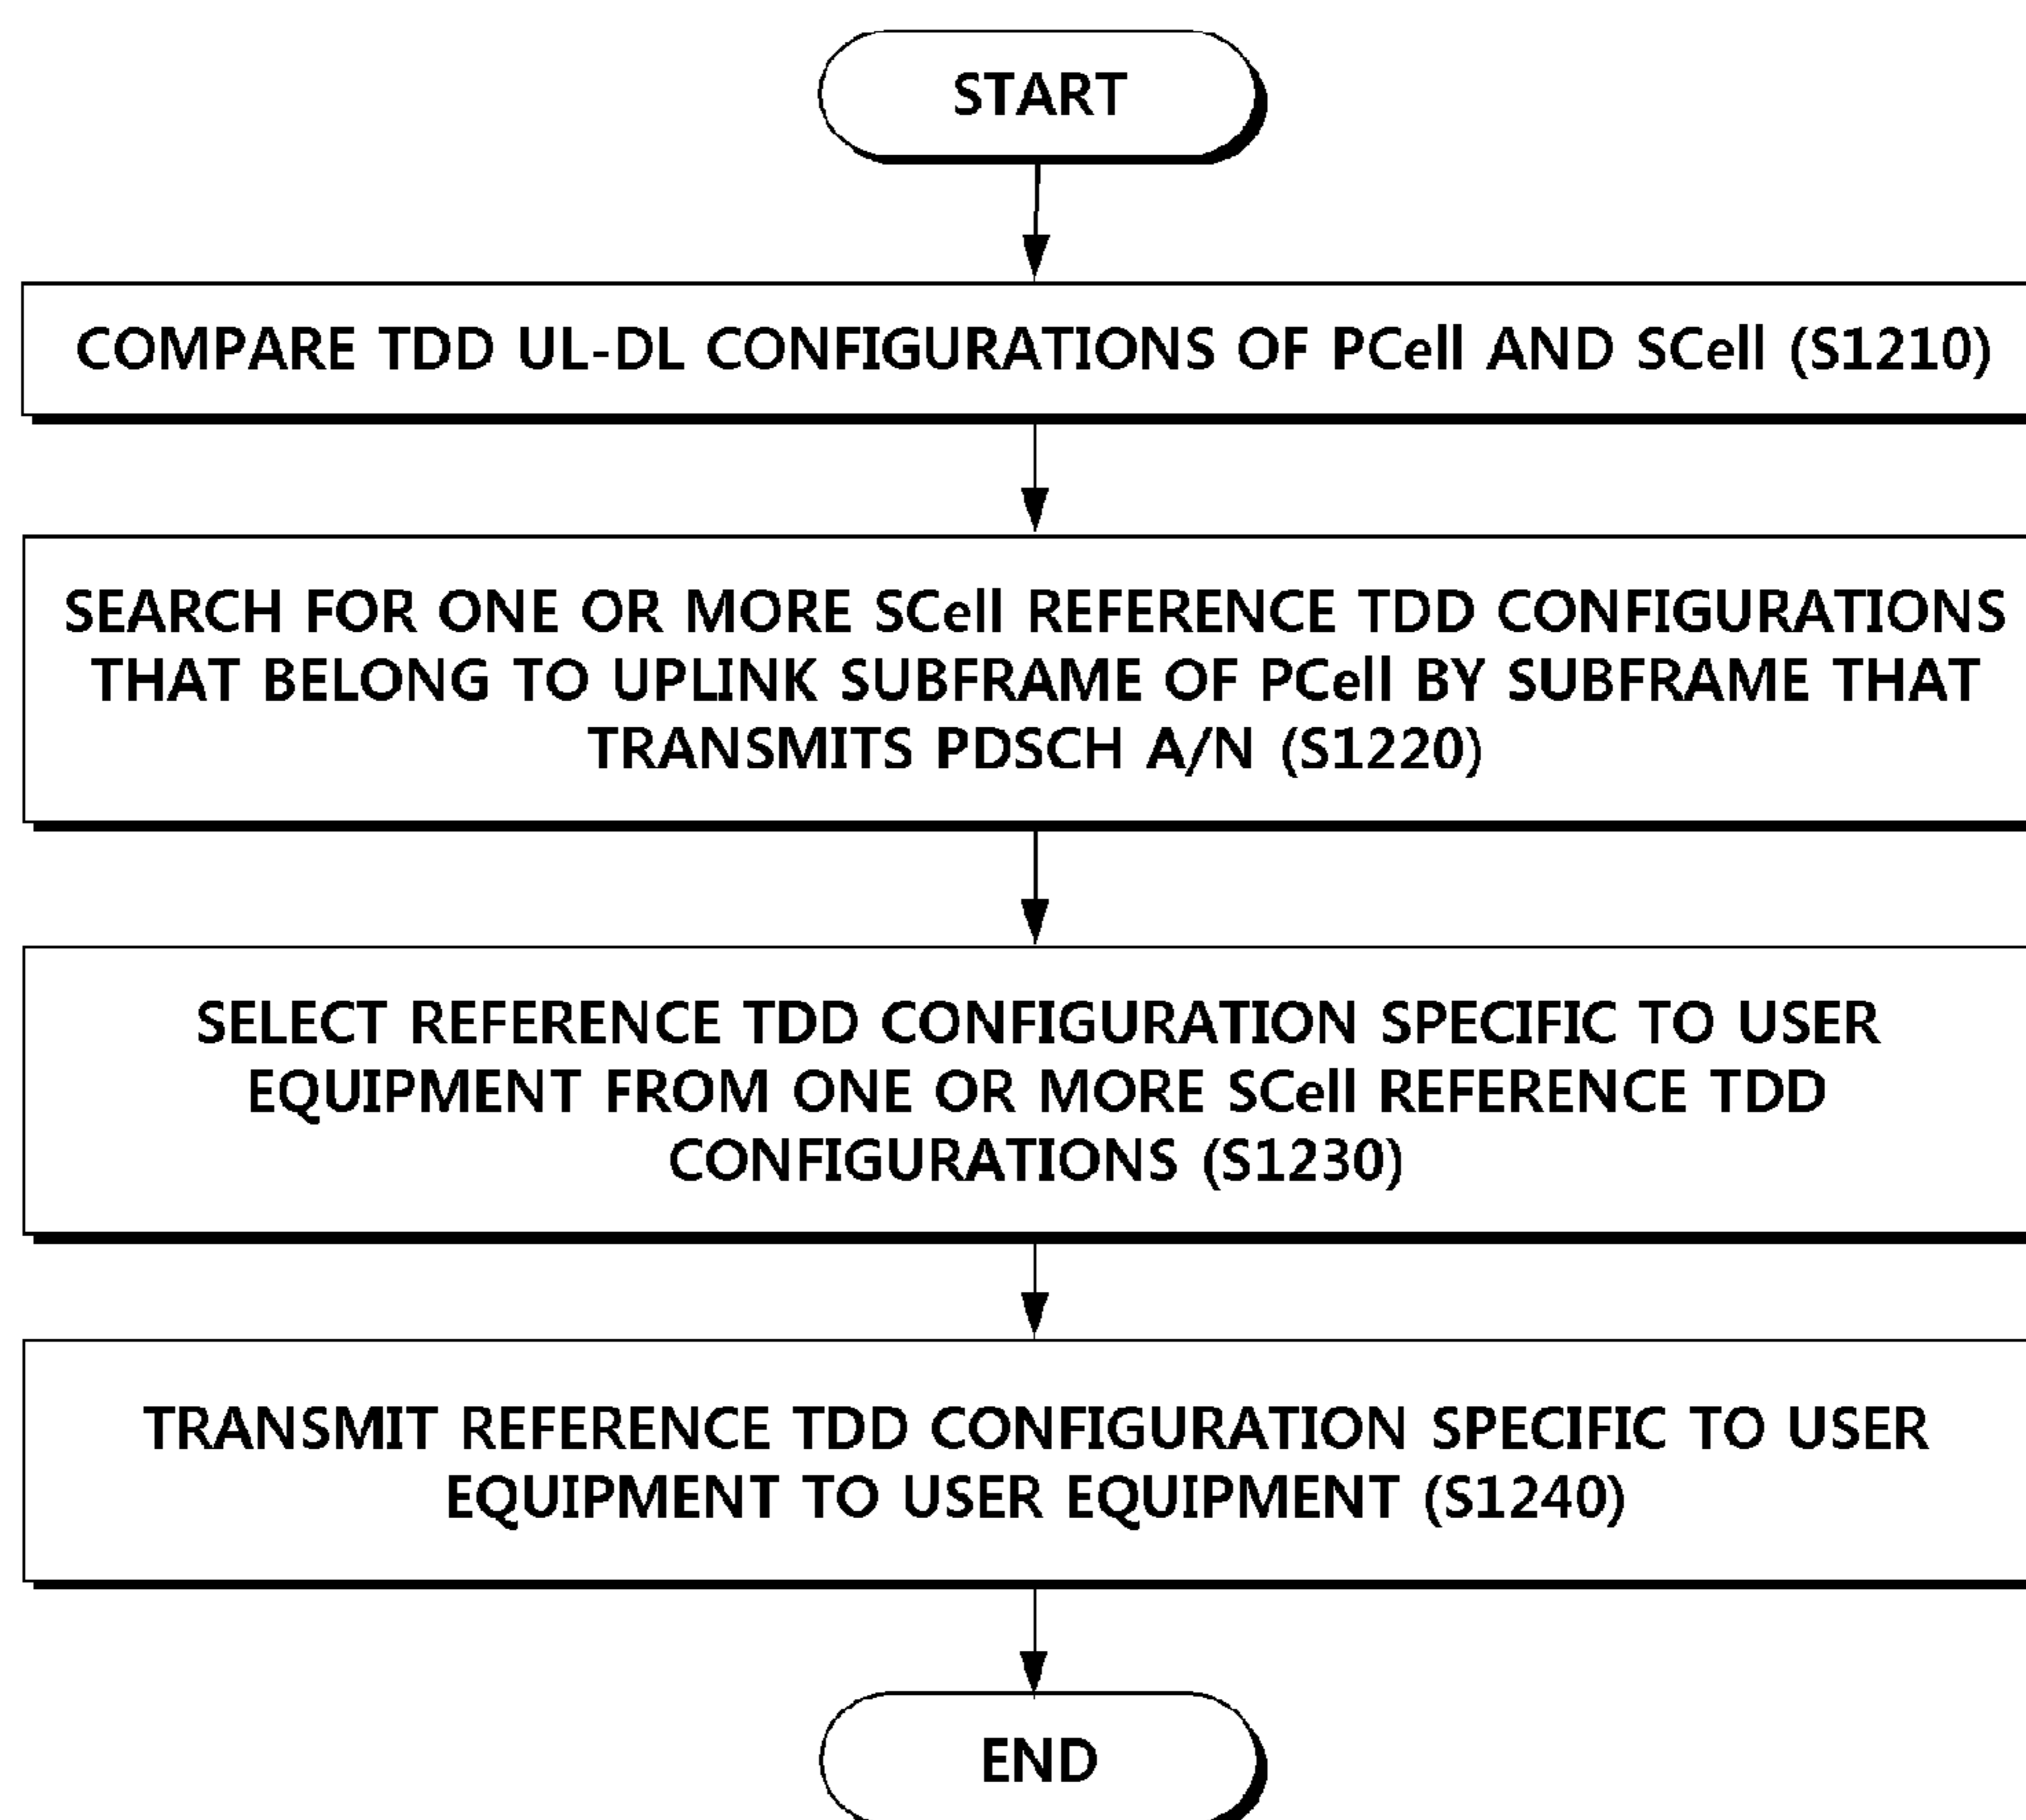 START
COMPARE TDD UL-DL CONFIGURATIONS OF PCell AND SCell (S1210)
SEARCH FOR ONE OR MORE SCell REFERENCE TDD CONFIGURATIONS
THAT BELONG TO UPLINK SUBFRAME OF PCell BY SUBFRAME THAT
TRANSMITS PDSCH A/N (S1220)
SELECT REFERENCE TDD CONFIGURATION SPECIFIC TO USER
EQUIPMENT FROM ONE OR MORE SCell REFERENCE TDD
CONFIGURATIONS (S1230)
TRANSMIT REFERENCE TDD CONFIGURATION SPECIFIC TO USER
EQUIPMENT TO USER EQUIPMENT (S1240)
END